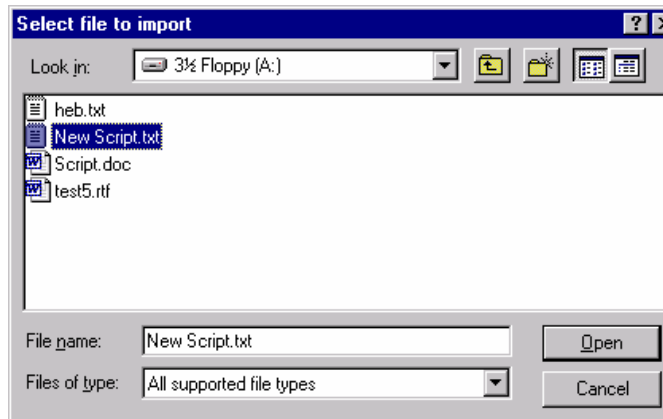 Select file to import
Look in: 3½ Floppy (A:)
heb.txt
New Script.txt
Script.doc
test5.rtf
File name: New Script.txt Open
Files of type: All supported file types Cancel